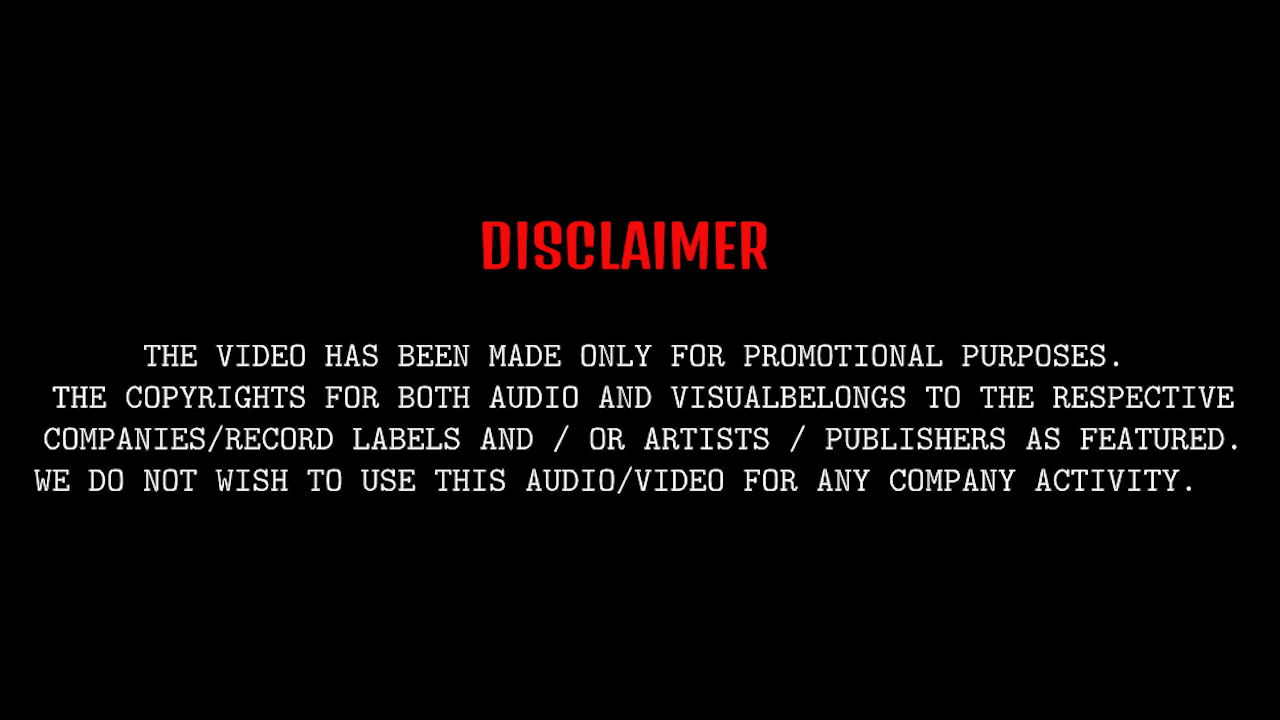 DISCLAIMER
THE VIDEO HAS BEEN MADE ONLY FOR PROMOTIONAL PURPOSES.
THE COPYRIGHTS FOR BOTH AUDIO AND VISUALBELONGS TO THE RESPECTIVE
COMPANIES/RECORD LABELS AND / OR ARTISTS / PUBLISHERS AS FEATURED.
WE DO NOT WISH TO USE THIS AUDIO/VIDEO FOR ANY COMPANY ACTIVITY.